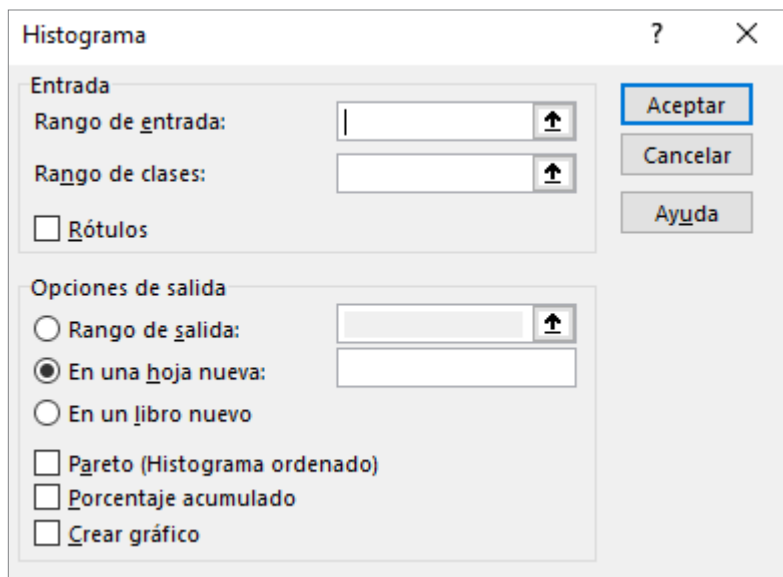 Histograma ?
Entrada
Rango de entrada:
Rango de clases:
Rótulos
Aceptar
Cancelar
Ayuda
Opciones de salida
Rango de salida:
En una hoja nueva:
En un libro nuevo
Pareto (Histograma ordenado)
Porcentaje acumulado
Crear gráfico